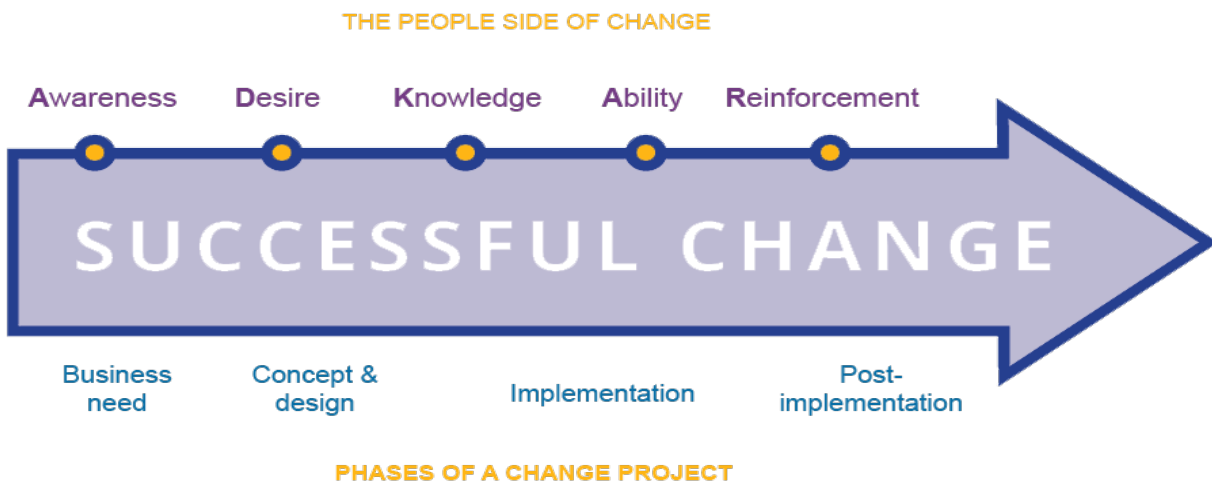 THE PEOPLE SIDE OF CHANGE
Awareness Desire Knowledge Ability Reinforcement
SUCCESSFUL CHANGE
Business need
Concept & design
Implementation
Post-implementation
PHASES OF A CHANGE PROJECT